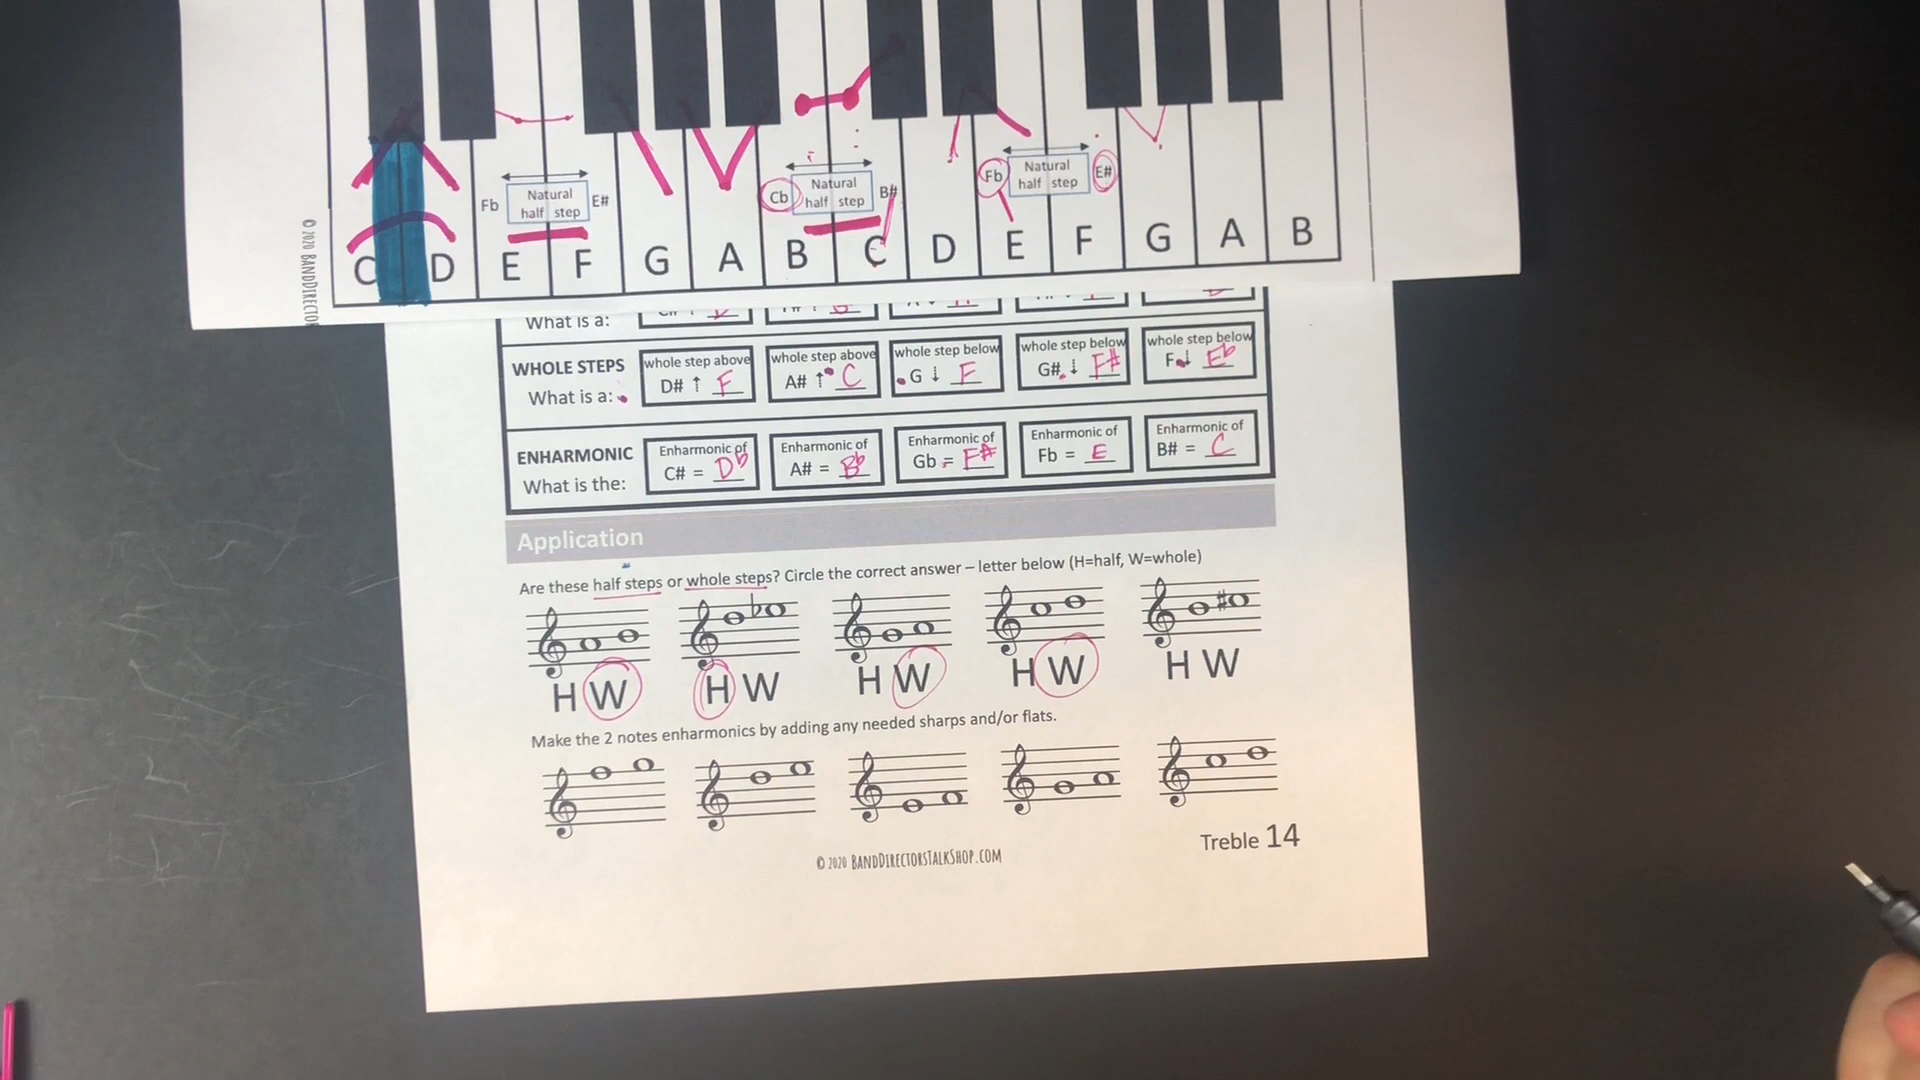 Fb Natural half step E#
Cb Natural half step B#
Fb Natural half step E#
C D E F G A B C D E F G A B
© 2020 BANDDIRECTO
What is a:
WHOLE STEPS
What is a:
whole step above
D# ↑ F
whole step above
A# ↑ C
whole step below
G ↓ F
whole step below
G# ↓ F#
whole step below
F ↓ Eb
ENHARMONIC
What is the:
Enharmonic of
C# = Db
Enharmonic of
A# = Bb
Enharmonic of
Gb = F#
Enharmonic of
Fb = E
Enharmonic of
B# = C
Application
Are these half steps or whole steps? Circle the correct answer – letter below (H=half, W=whole)
H W H W H W H W H W
Make the 2 notes enharmonics by adding any needed sharps and/or flats.
Treble 14
© 2020 BANDDIRECTORSTALKSHOP.COM